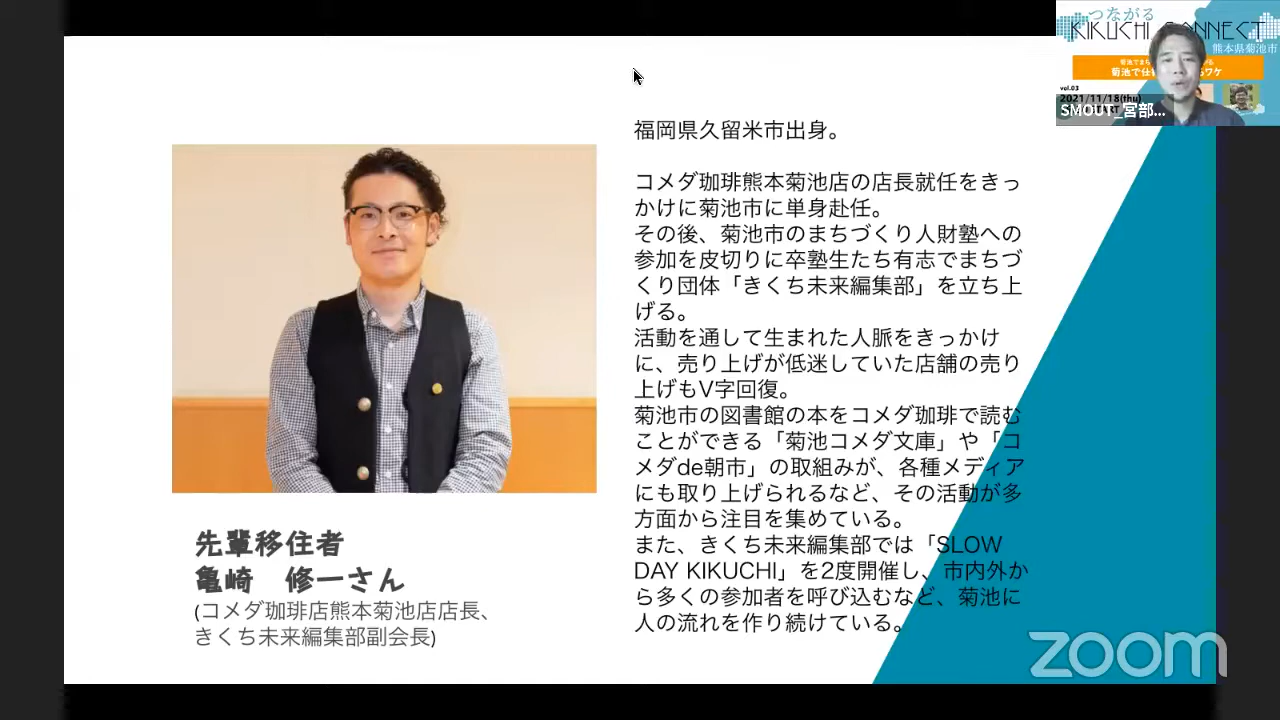 つながる
KIKUCHI CONNECT
熊本県菊池市
菊池で仕
ワケ
vol.03
2021/11/18(thu)
SMOUT_宮部...
福岡県久留米市出身。
コメダ珈琲熊本菊池店の店長就任をきっ
かけに菊池市に単身赴任。
その後、菊池市のまちづくり人財塾への
参加を皮切りに卒塾生たち有志でまちづ
くり団体「きくち未来編集部」を立ち上
げる。
活動を通して生まれた人脈をきっかけ
に、売り上げが低迷していた店舗の売り
上げもV字回復。
菊池市の図書館の本をコメダ珈琲で読む
ことができる「菊池コメダ文庫」や「コ
メダde朝市」の取組みが、各種メディア
にも取り上げられるなど、その活動が多
方面から注目を集めている。
また、きくち未来編集部では「SLOW
DAY KIKUCHI」を2度開催し、市内外か
ら多くの参加者を呼び込むなど、菊池に
人の流れを作り続けている。
先輩移住者
亀崎　修一さん
(コメダ珈琲店熊本菊池店店長、
きくち未来編集部副会長)
zoom